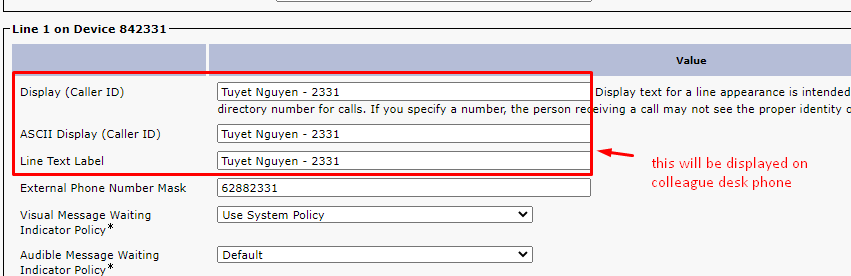 Line 1 on Device 842331
Value
Display (Caller ID)
Tuyet Nguyen - 2331
Display text for a line appearance is intended
directory number for calls. If you specify a number, the person receiving a call may not see the proper identity o
ASCII Display (Caller ID)
Tuyet Nguyen - 2331
Line Text Label
Tuyet Nguyen - 2331
this will be displayed on
colleague desk phone
External Phone Number Mask
62882331
Visual Message Waiting
Indicator Policy*
Use System Policy
Audible Message Waiting
Indicator Policy*
Default